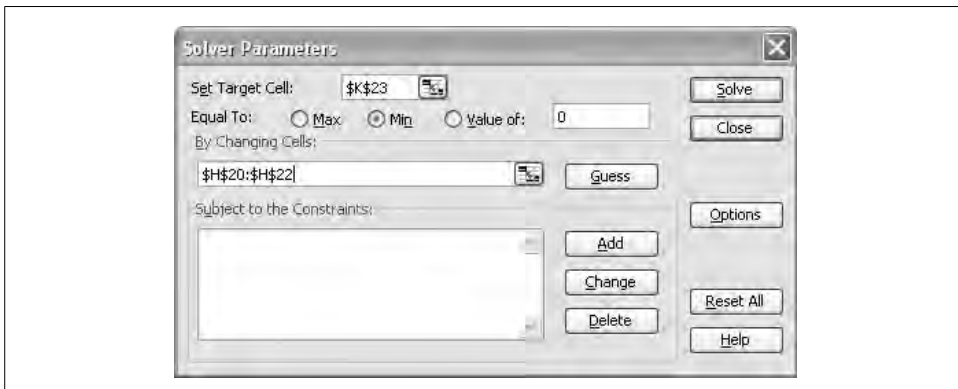 Solver Parameters
Set Target Cell: $K$23
Solve
Equal To: Max Min Value of: 0
Close
By Changing Cells:
$H$20:$H$22
Guess
Subject to the Constraints:
Options
Add
Change
Reset All
Delete
Help